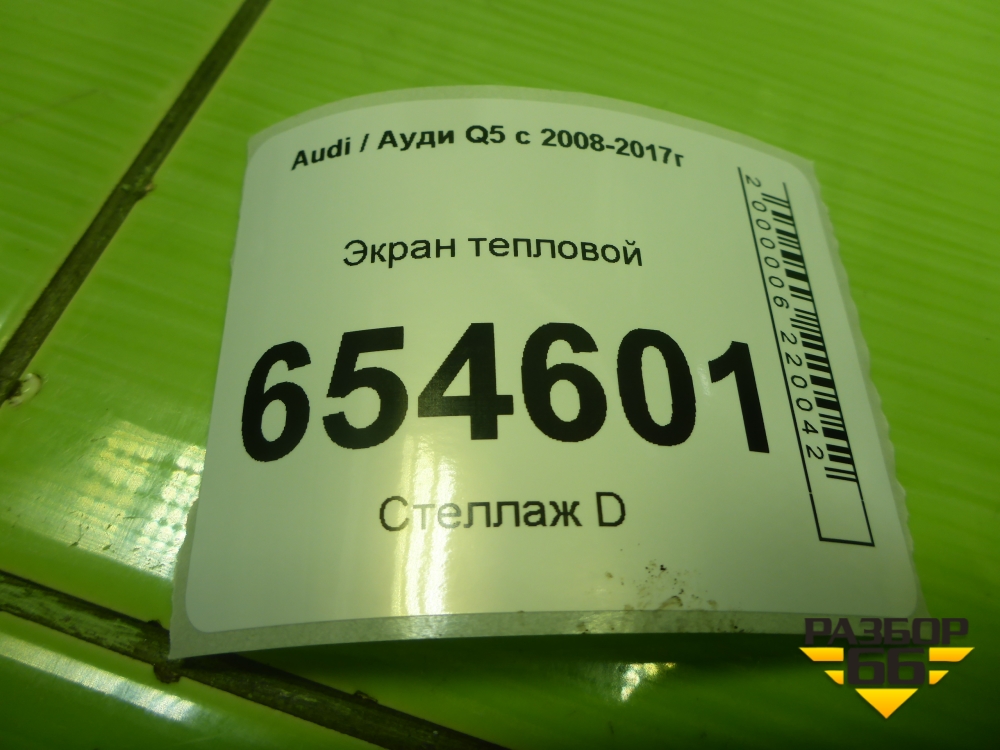 Audi / Ауди Q5 с 2008-2017г
Экран тепловой
654601
Стеллаж D
2000006220042
РАЗБОР
66